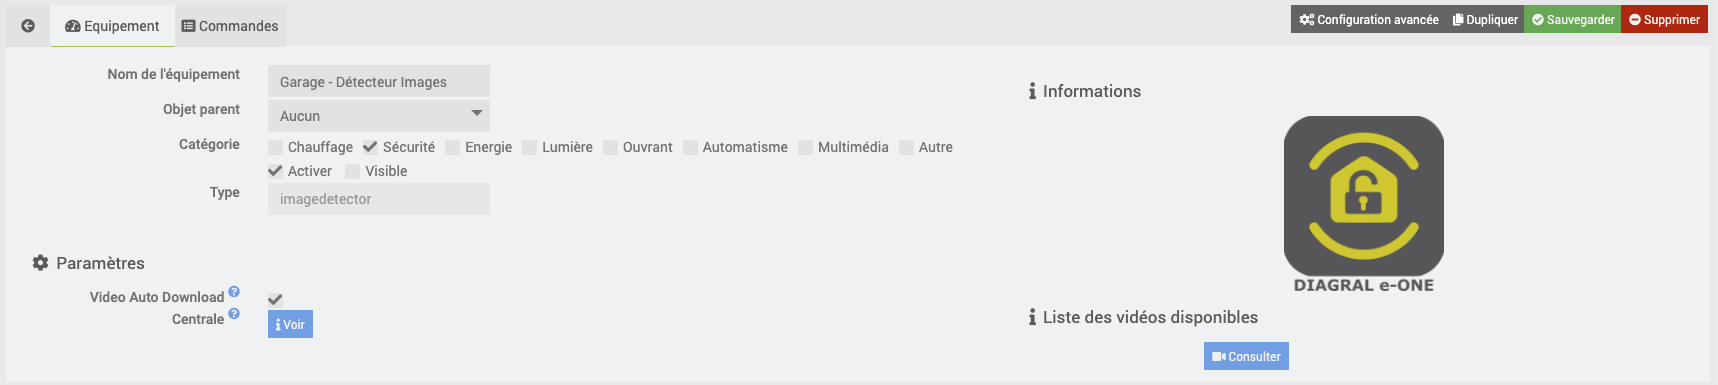 Equipement Commandes Configuration avancée Dupliquer Sauvegarder Supprimer
Nom de l'équipement Garage - Détecteur Images
Objet parent Aucun
Catégorie Chauffage Sécurité Energie Lumière Ouvrant Automatisme Multimédia Autre
Activer Visible
Type imagedetector
Paramètres
Video Auto Download ?
Centrale ? Voir
Informations
DIAGRAL e-ONE
Liste des vidéos disponibles
Consulter